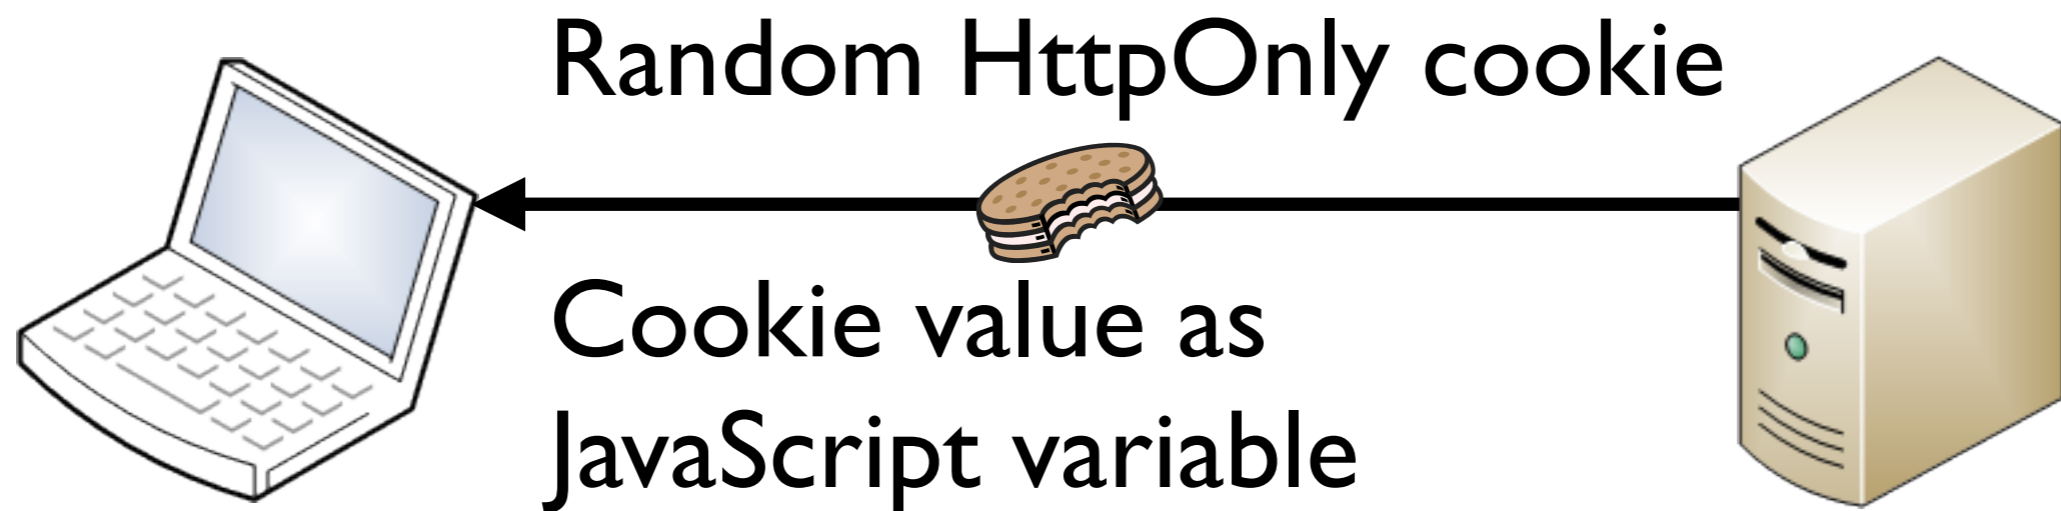 Random HttpOnly cookie
Cookie value as
JavaScript variable